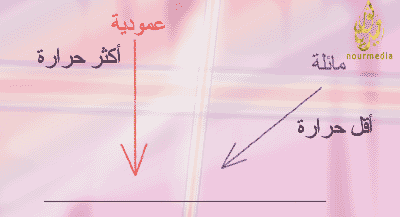 عمودية
أكثر حرارة
مائلة
nourmedia
أقل حرارة